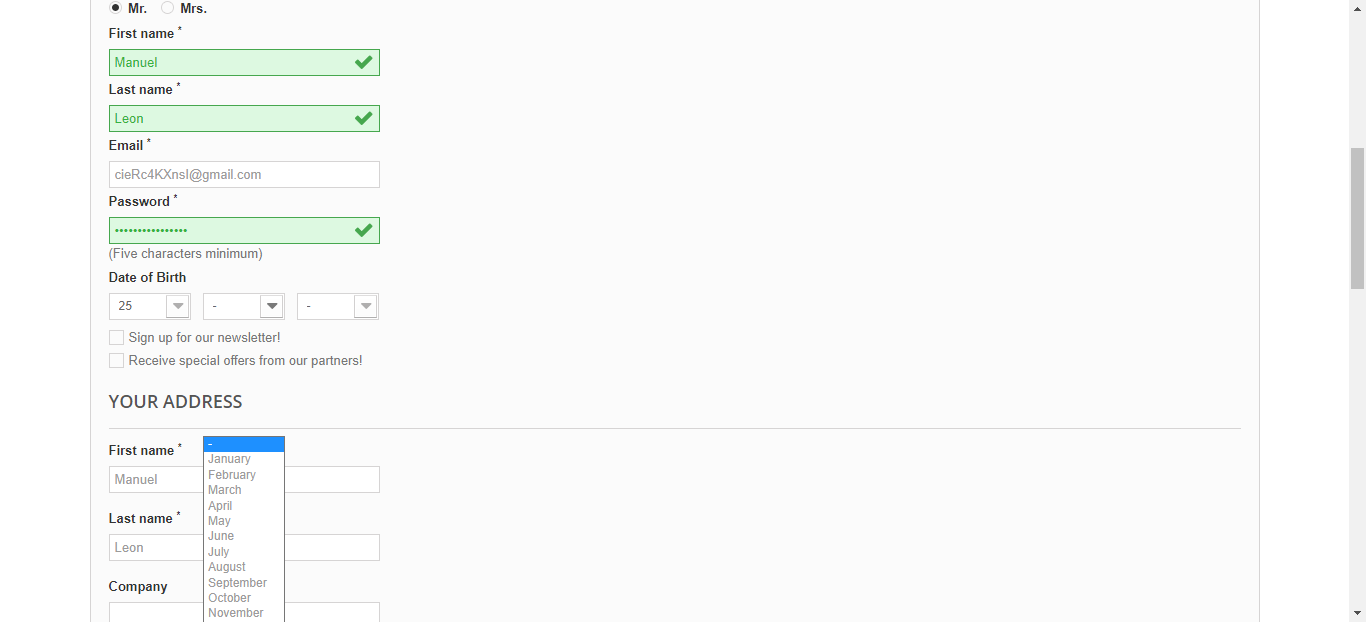 Mr. Mrs.
First name *
Manuel
Last name *
Leon
Email *
cieRc4KXnsI@gmail.com
Password *
••••••••••••••••
(Five characters minimum)
Date of Birth
25 - -
Sign up for our newsletter!
Receive special offers from our partners!
YOUR ADDRESS
First name *
Manuel
Last name *
Leon
Company
-
January
February
March
April
May
June
July
August
September
October
November